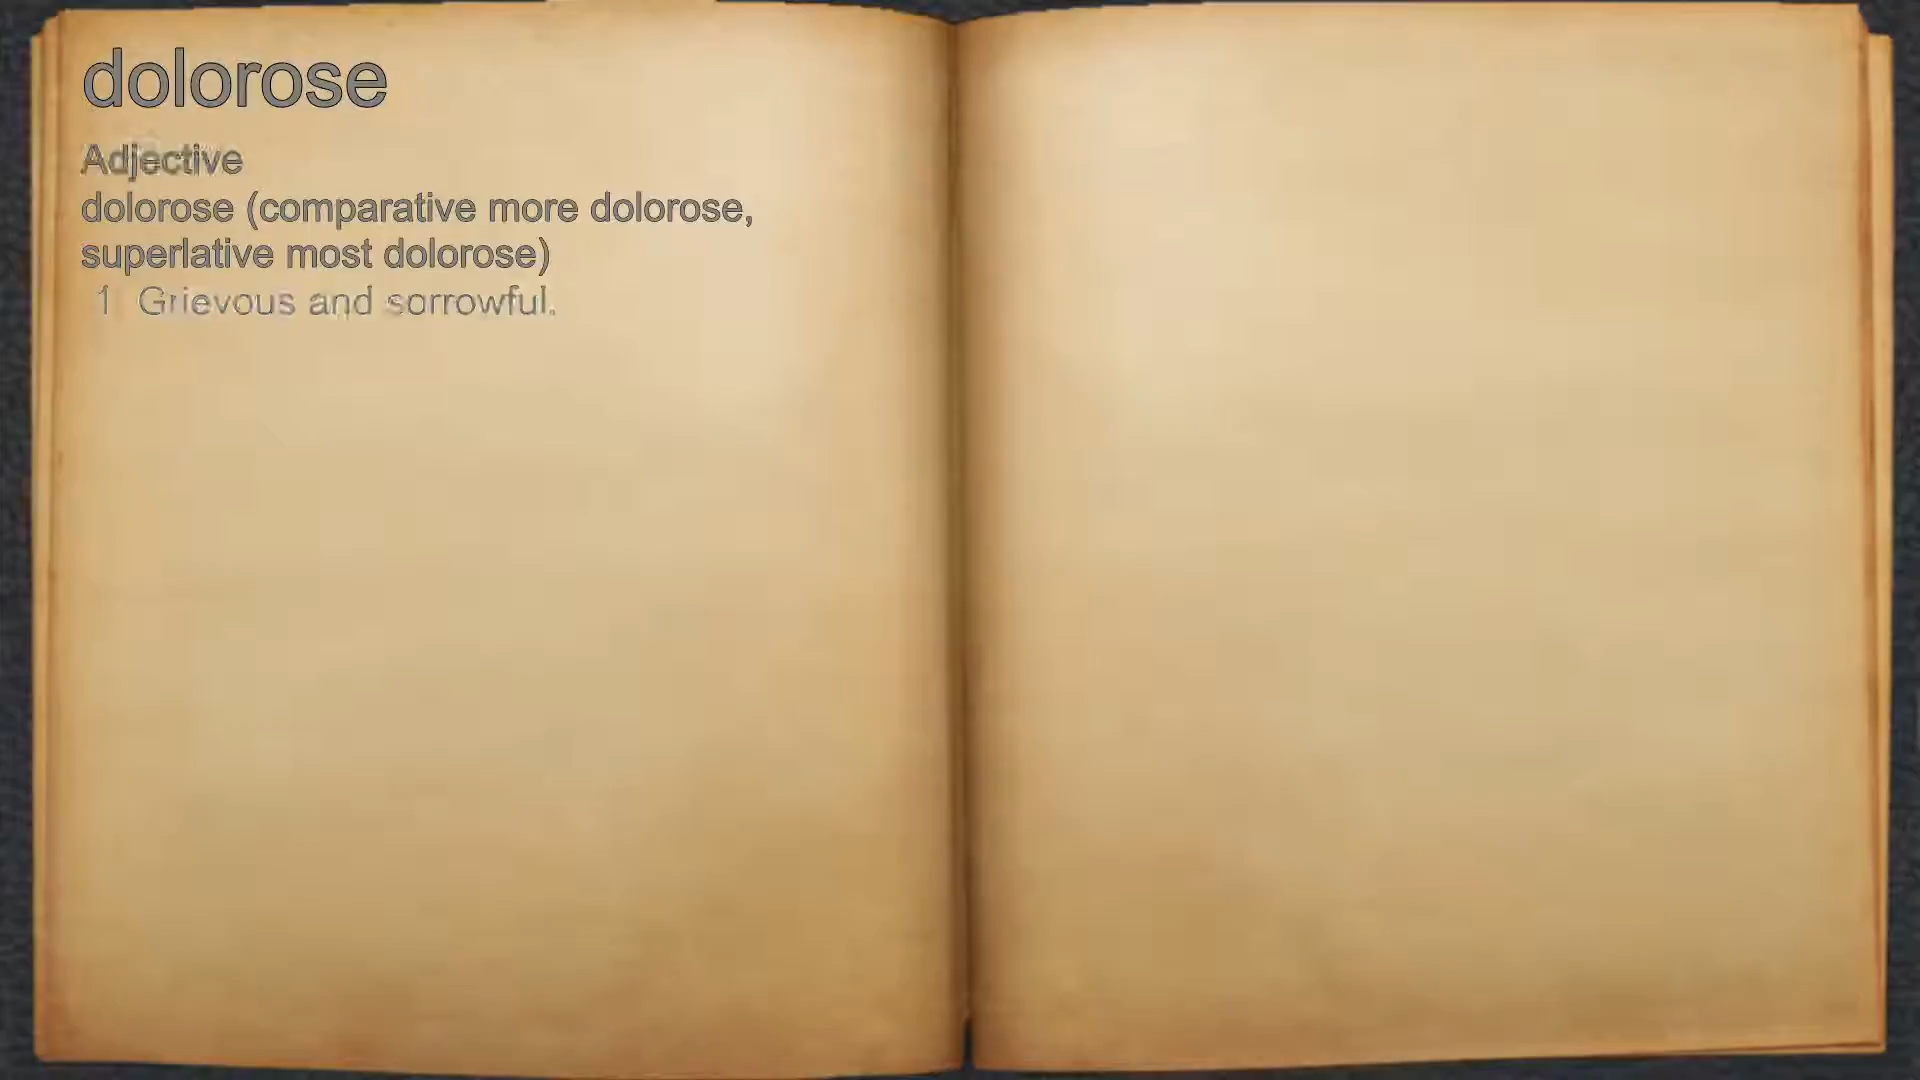 dolorose
Adjective
dolorose (comparative more dolorose,
superlative most dolorose)
1 Grievous and sorrowful.